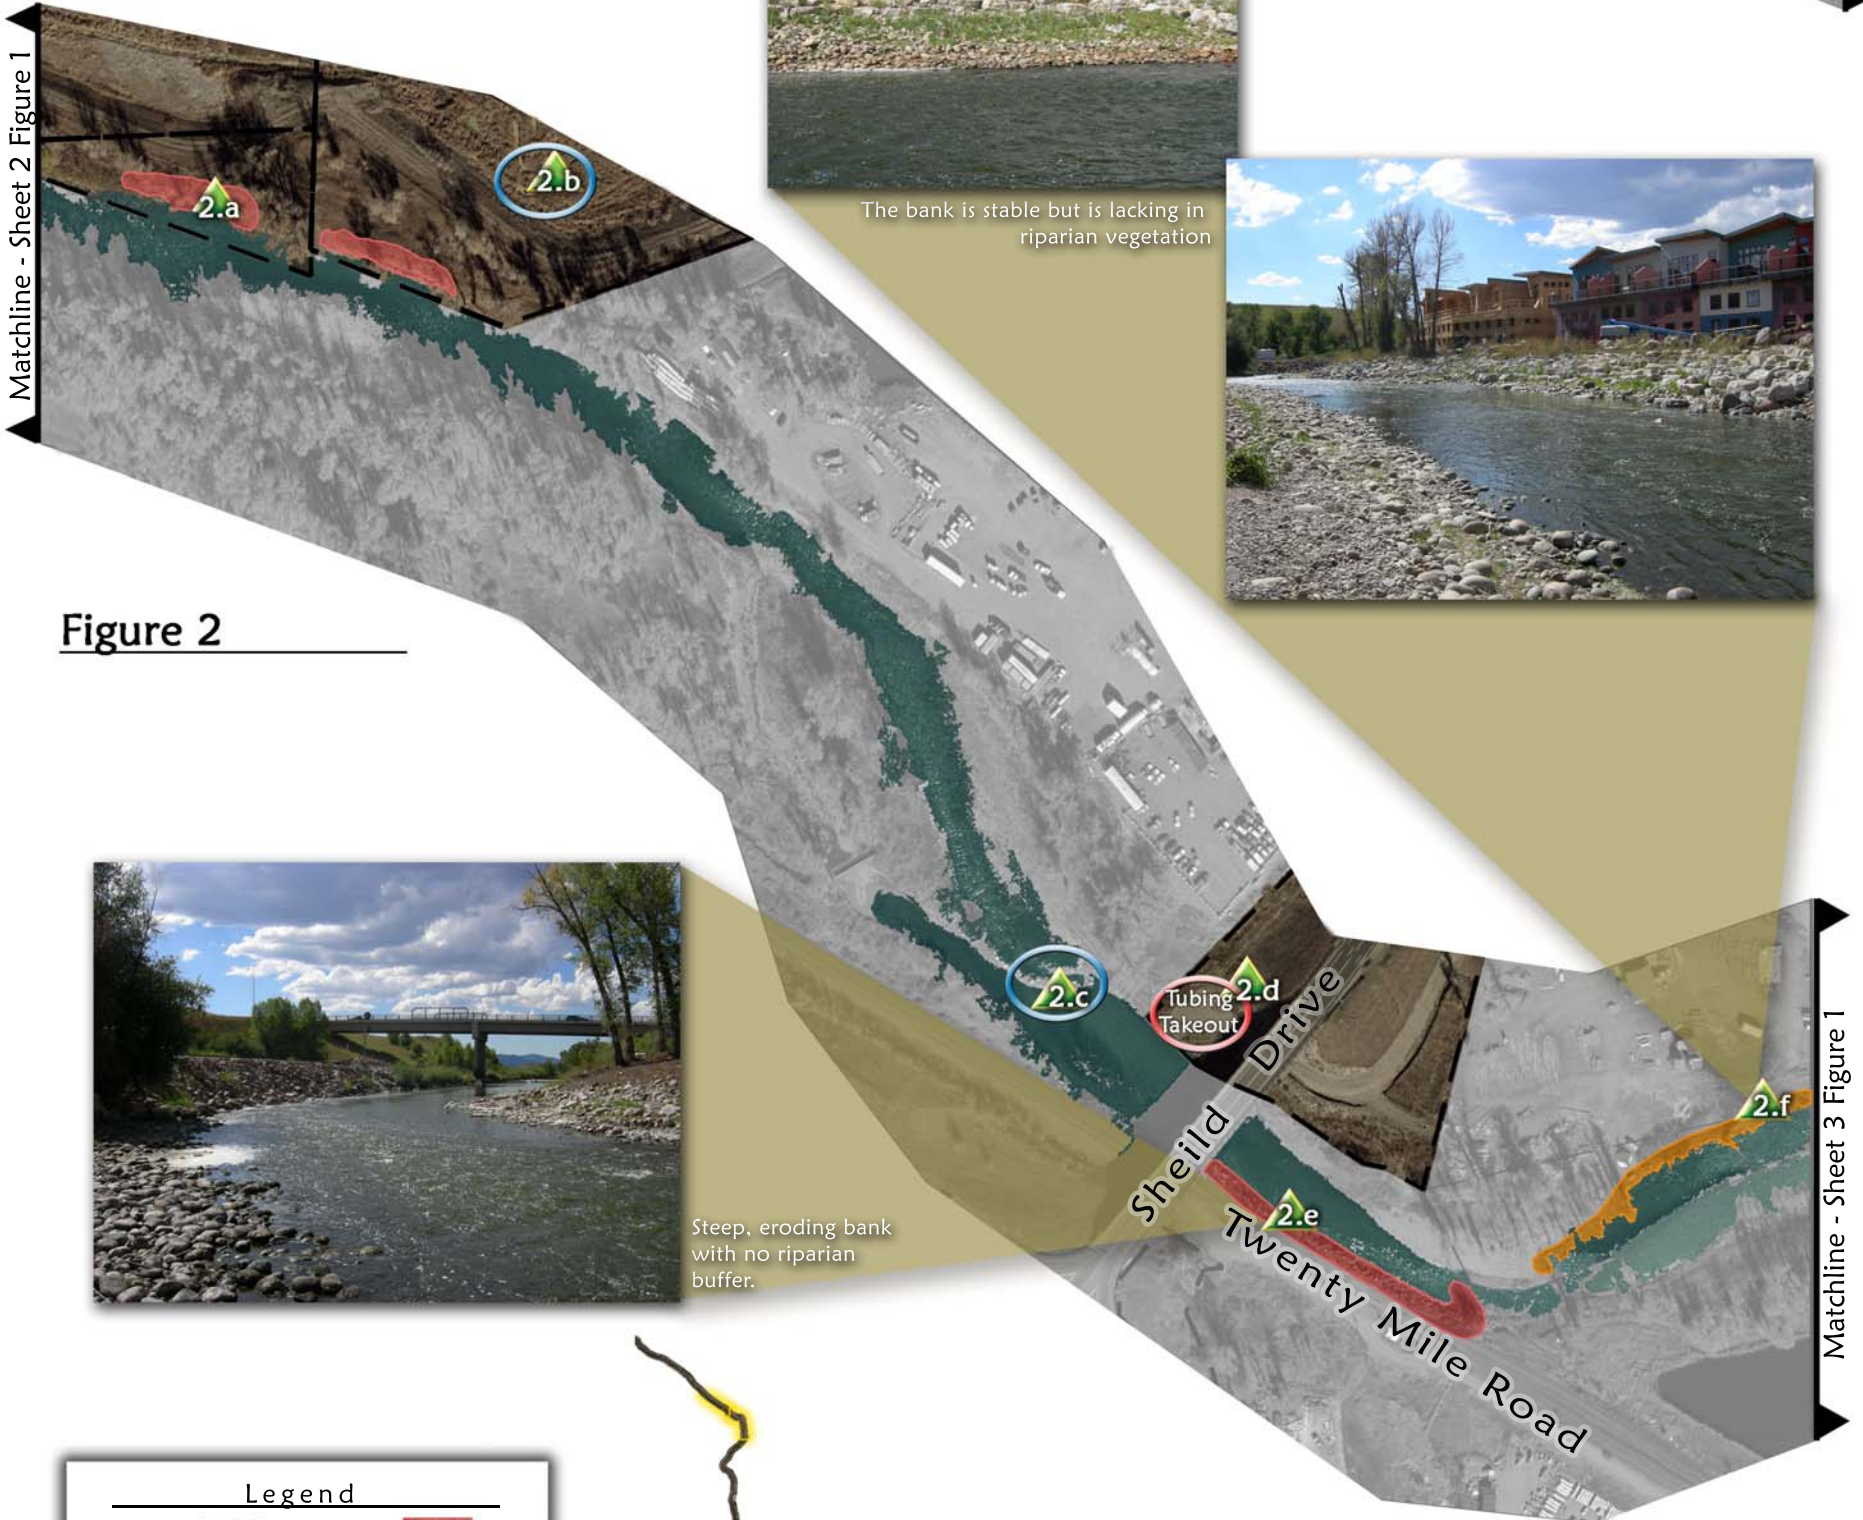 Matchline - Sheet 2 Figure 1
2.a
2.b
The bank is stable but is lacking in
riparian vegetation
Figure 2
2.c
Tubing
Takeout
2.d
Sheild Drive
2.e
Twenty Mile Road
2.f
Matchline - Sheet 3 Figure 1
Steep, eroding bank
with no riparian
buffer.
Legend